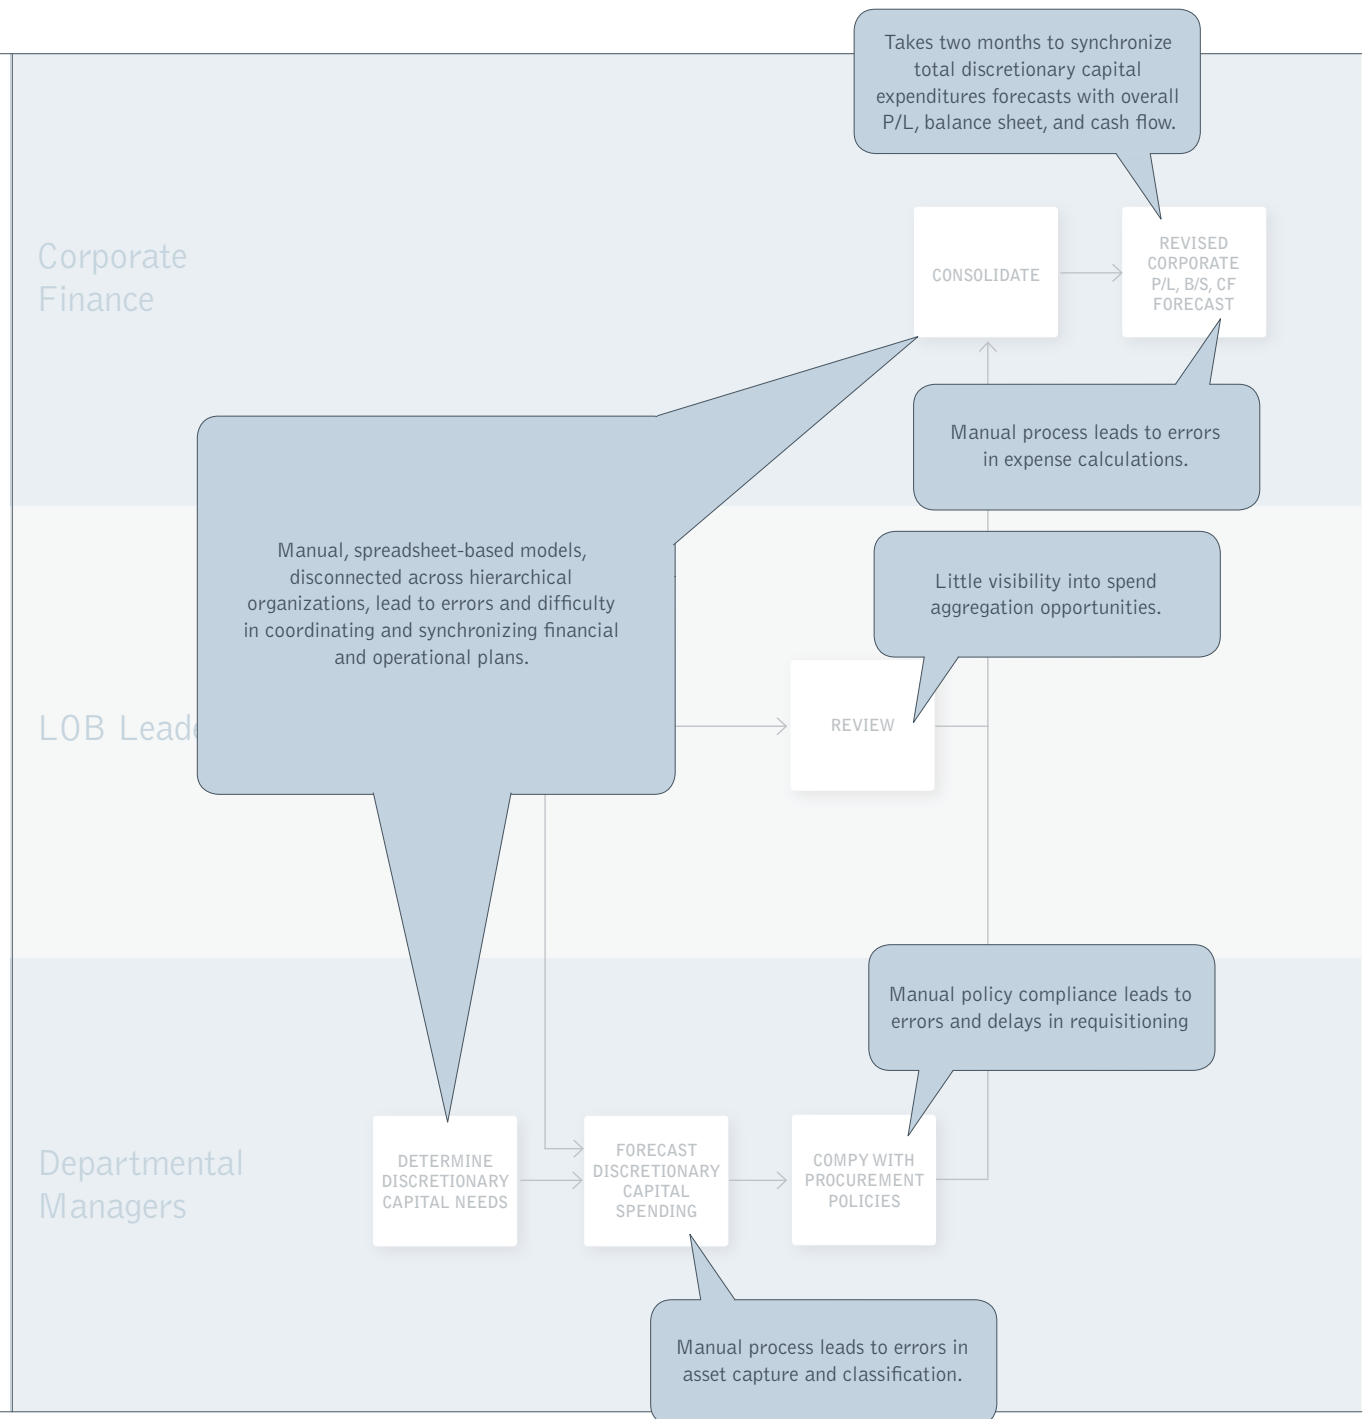 Takes two months to synchronize
total discretionary capital
expenditures forecasts with overall
P/L, balance sheet, and cash flow.
Corporate
Finance
CONSOLIDATE
REVISED
CORPORATE
P/L, B/S, CF
FORECAST
Manual process leads to errors
in expense calculations.
Manual, spreadsheet-based models,
disconnected across hierarchical
organizations, lead to errors and difficulty
in coordinating and synchronizing financial
and operational plans.
Little visibility into spend
aggregation opportunities.
LOB
REVIEW
Manual policy compliance leads to
errors and delays in requisitioning
Departmental
Managers
DETERMINE
DISCRETIONARY
CAPITAL NEEDS
FORECAST
DISCRETIONARY
CAPITAL
SPENDING
COMPY WITH
PROCUREMENT
POLICIES
Manual process leads to errors in
asset capture and classification.